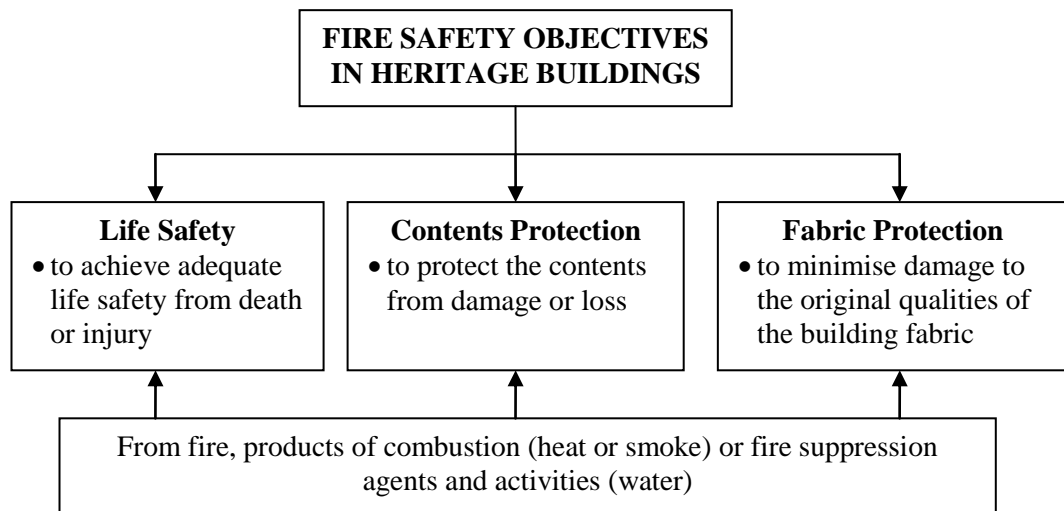 FIRE SAFETY OBJECTIVES
IN HERITAGE BUILDINGS
Life Safety
• to achieve adequate
life safety from death
or injury
Contents Protection
• to protect the contents
from damage or loss
Fabric Protection
• to minimise damage to
the original qualities of
the building fabric
From fire, products of combustion (heat or smoke) or fire suppression
agents and activities (water)